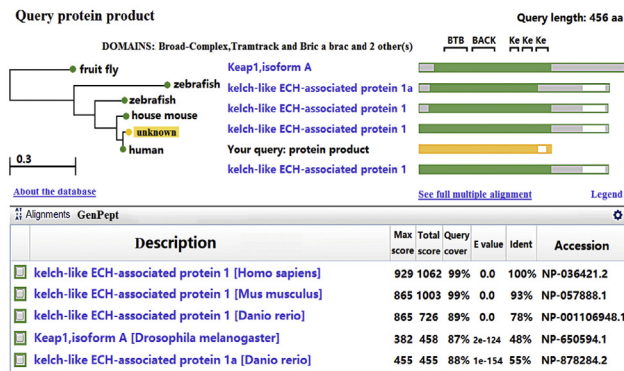 Query protein product
Query length: 456 aa
BTB BACK Ke Ke Ke
DOMAINS: Broad-Complex,Tramtrack and Bric a brac and 2 other(s)
fruit fly Keap1,isoform A
zebrafish kelch-like ECH-associated protein 1a
zebrafish kelch-like ECH-associated protein 1
house mouse
unknown kelch-like ECH-associated protein 1
human Your query: protein product
0.3 kelch-like ECH-associated protein 1
About the database See full multiple alignment Legend
Alignments GenPept
Description Max score Total score Query cover E value Ident Accession
kelch-like ECH-associated protein 1 [Homo sapiens] 929 1062 99% 0.0 100% NP-036421.2
kelch-like ECH-associated protein 1 [Mus musculus] 865 1003 99% 0.0 93% NP-057888.1
kelch-like ECH-associated protein 1 [Danio rerio] 865 726 89% 0.0 78% NP-001106948.1
Keap1,isoform A [Drosophila melanogaster] 382 458 87% 2e-124 48% NP-650594.1
kelch-like ECH-associated protein 1a [Danio rerio] 455 455 88% 1e-154 55% NP-878284.2